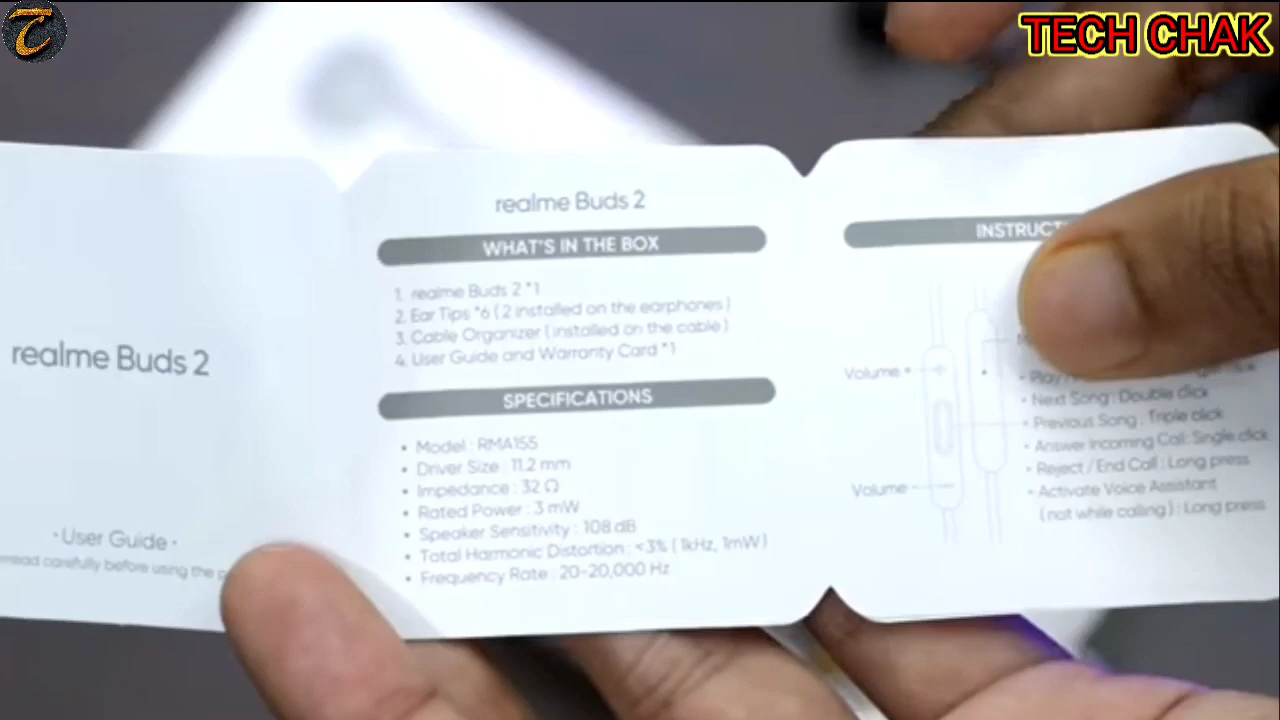 TECH CHAK
realme Buds 2
· User Guide ·
read carefully before using the
realme Buds 2
WHAT'S IN THE BOX
1. realme Buds 2 *1
2. Ear Tips *6 ( 2 installed on the earphones )
3. Cable Organizer ( installed on the cable )
4. User Guide and Warranty Card *1
SPECIFICATIONS
• Model : RMA155
• Driver Size : 11.2 mm
• Impedance : 32 Ω
• Rated Power : 3 mW
• Speaker Sensitivity : 108 dB
• Total Harmonic Distortion : <3% ( 1kHz, 1mW )
• Frequency Rate : 20-20,000 Hz
Volume +
Volume -
• Next Song : Double click
• Previous Song : Triple click
• Answer Incoming Call: Single click
• Reject / End Call : Long press
• Activate Voice Assistant
( not while calling ) : Long press